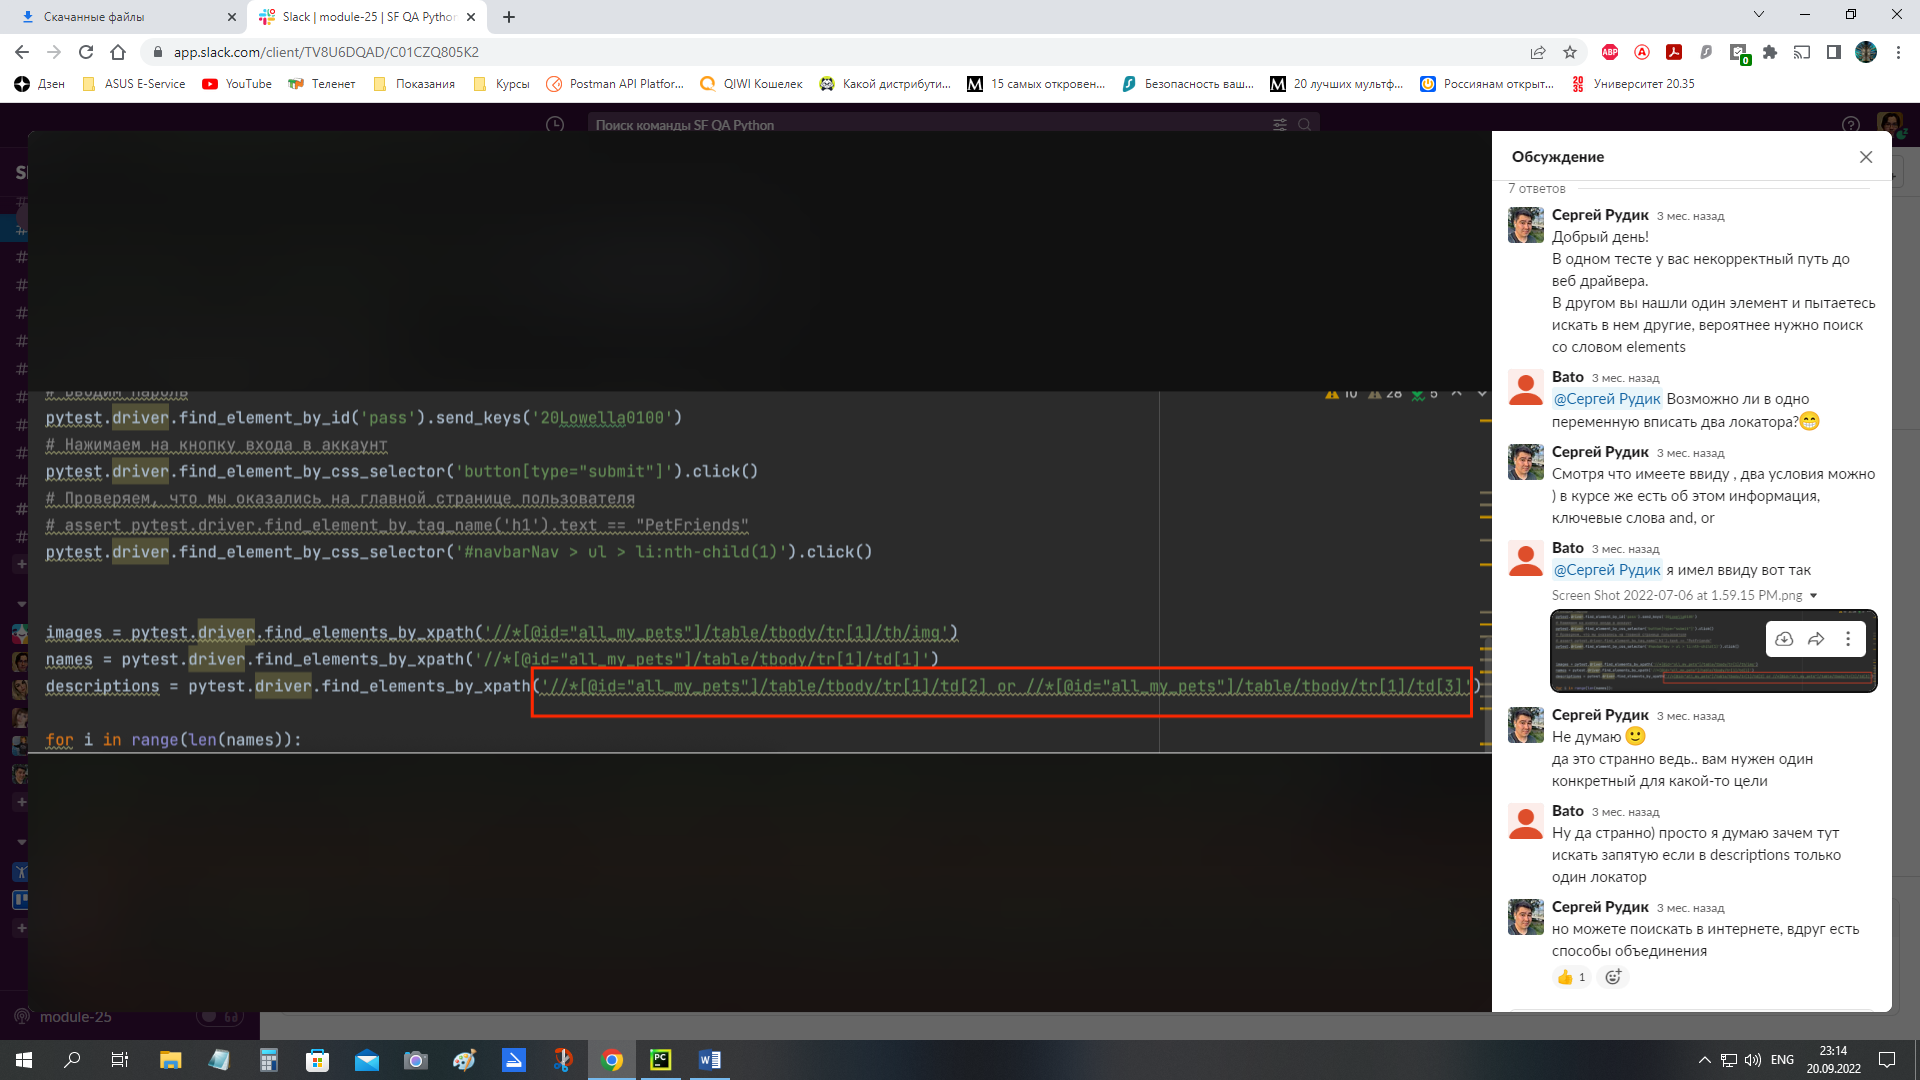 Скачанные файлы
Slack | module-25 | SF QA Python
app.slack.com/client/TV8U6DQAD/C01CZQ805K2
ABP
0
Дзен
ASUS E-Service
YouTube
Теленет
Показания
Курсы
Postman API Platfor...
QIWI Кошелек
Какой дистрибути...
15 самых откровен...
Безопасность ваш...
20 лучших мультф...
Россиянам открыт...
20
35
Университет 20.35
Поиск команды SF QA Python
# Вводим пароль
10 28 5
pytest.driver.find_element_by_id('pass').send_keys('20Lowella0100')
# Нажимаем на кнопку входа в аккаунт
pytest.driver.find_element_by_css_selector('button[type="submit"]').click()
# Проверяем, что мы оказались на главной странице пользователя
# assert pytest.driver.find_element_by_tag_name('h1').text == "PetFriends"
pytest.driver.find_element_by_css_selector('#navbarNav > ul > li:nth-child(1)').click()
images = pytest.driver.find_elements_by_xpath('//*[@id="all_my_pets"]/table/tbody/tr[1]/th/img')
names = pytest.driver.find_elements_by_xpath('//*[@id="all_my_pets"]/table/tbody/tr[1]/td[1]')
descriptions = pytest.driver.find_elements_by_xpath('//*[@id="all_my_pets"]/table/tbody/tr[1]/td[2] or //*[@id="all_my_pets"]/table/tbody/tr[1]/td[3]')
for i in range(len(names)):
module-25
Обсуждение
7 ответов
Сергей Рудик 3 мес. назад
Добрый день!
В одном тесте у вас некорректный путь до
веб драйвера.
В другом вы нашли один элемент и пытаетесь
искать в нем другие, вероятнее нужно поиск
со словом elements
Bato 3 мес. назад
@Сергей Рудик Возможно ли в одно
переменную вписать два локатора?
Сергей Рудик 3 мес. назад
Смотря что имеете ввиду , два условия можно
) в курсе же есть об этом информация,
ключевые слова and, or
Bato 3 мес. назад
@Сергей Рудик я имел ввиду вот так
Screen Shot 2022-07-06 at 1.59.15 PM.png
Сергей Рудик 3 мес. назад
Не думаю
да это странно ведь.. вам нужен один
конкретный для какой-то цели
Bato 3 мес. назад
Ну да странно) просто я думаю зачем тут
искать запятую если в descriptions только
один локатор
Сергей Рудик 3 мес. назад
но можете поискать в интернете, вдруг есть
способы объединения
1
PC
ENG
23:14
20.09.2022